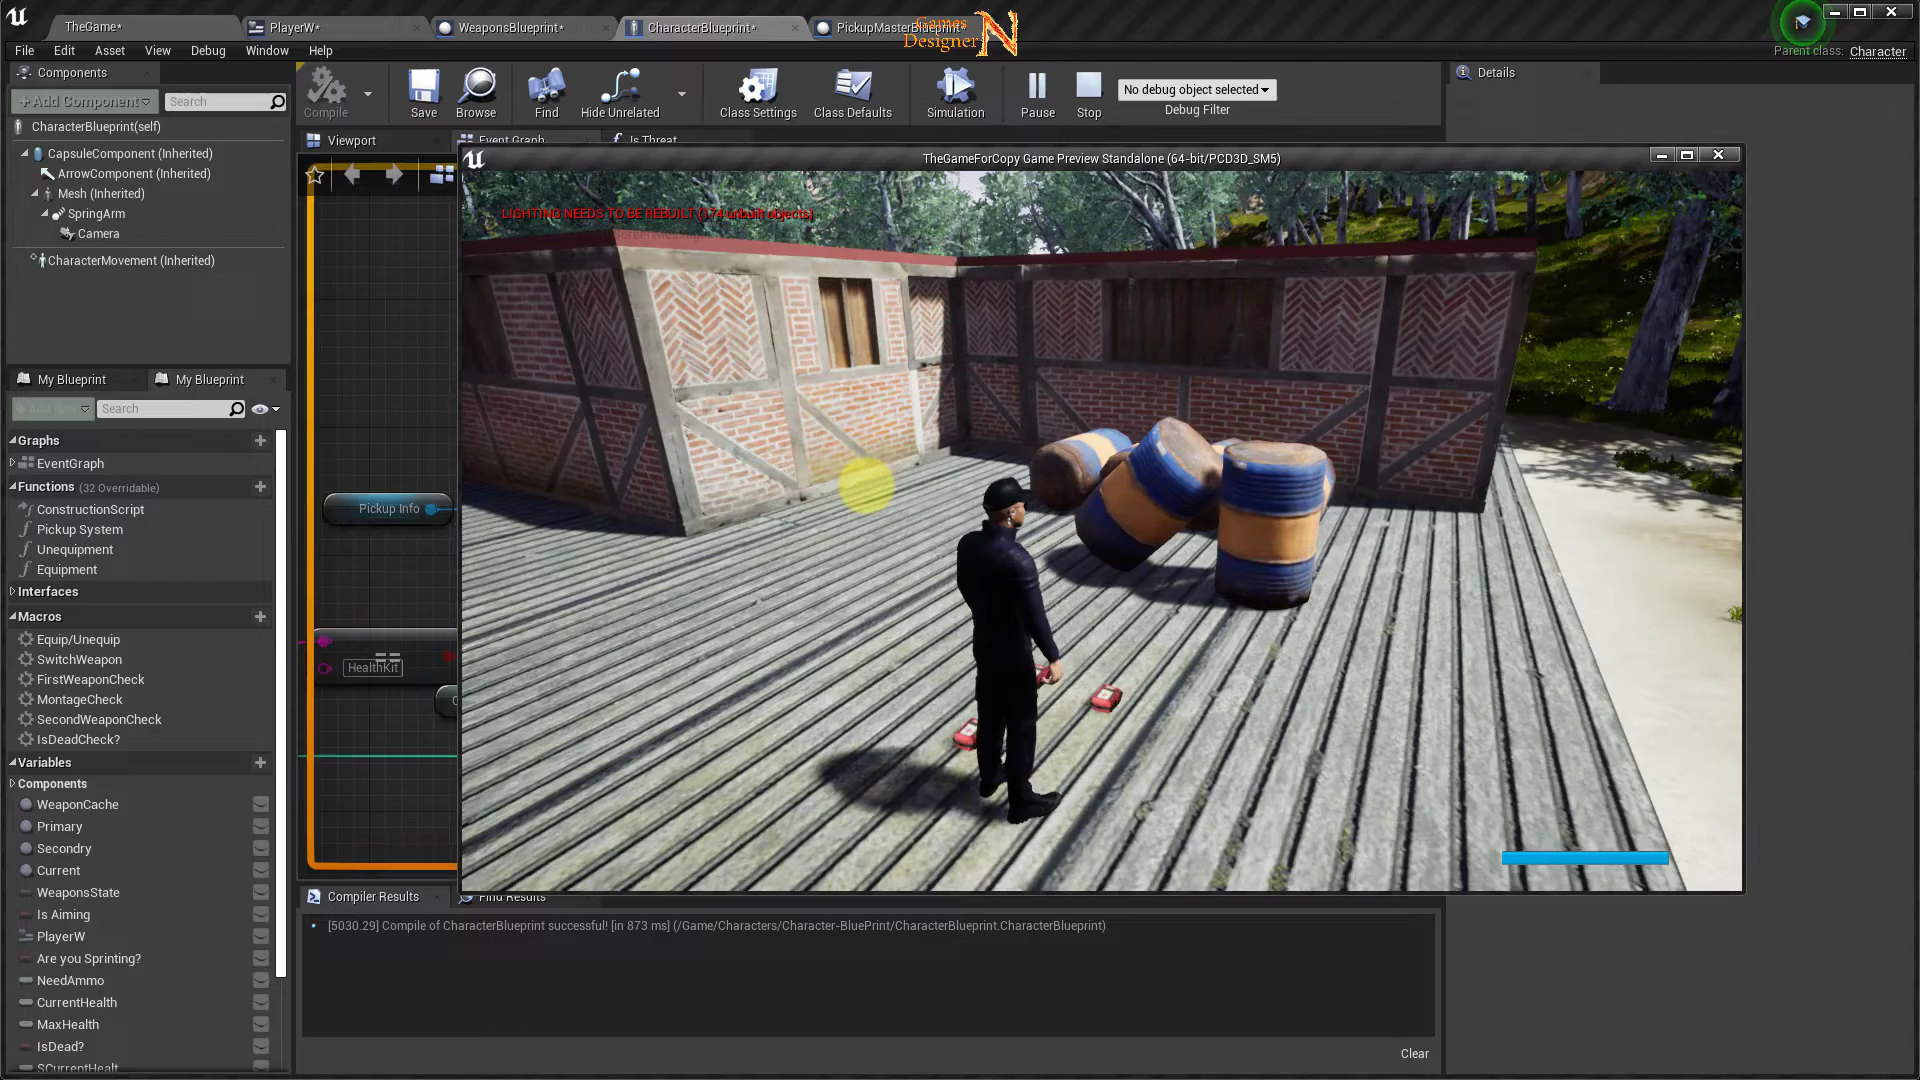 TheGame*
PlayerW*
WeaponsBlueprint*
CharacterBlueprint*
PickupMasterBlueprint*
Games
Designer N
File Edit Asset View Debug Window Help
Parent class: Character
Components
+Add Component
Search
CharacterBlueprint(self)
CapsuleComponent (Inherited)
ArrowComponent (Inherited)
Mesh (Inherited)
SpringArm
Camera
CharacterMovement (Inherited)
Compile
Save
Browse
Find
Hide Unrelated
Class Settings
Class Defaults
Simulation
Pause
Stop
No debug object selected
Debug Filter
Details
Viewport
Event Graph
Is Threat
TheGameForCopy Game Preview Standalone (64-bit/PCD3D_SM5)
LIGHTING NEEDS TO BE REBUILT (174 unbuilt objects)
Pickup Info
HealthKit
My Blueprint
My Blueprint
Search
Graphs
EventGraph
Functions (32 Overridable)
ConstructionScript
Pickup System
Unequipment
Equipment
Interfaces
Macros
Equip/Unequip
SwitchWeapon
FirstWeaponCheck
MontageCheck
SecondWeaponCheck
IsDeadCheck?
Variables
Components
WeaponCache
Primary
Secondry
Current
WeaponsState
Is Aiming
PlayerW
Are you Sprinting?
NeedAmmo
CurrentHealth
MaxHealth
IsDead?
SCurrentHealt
Compiler Results
Find Results
[5030.29] Compile of CharacterBlueprint successful! [in 873 ms] (/Game/Characters/Character-BluePrint/CharacterBlueprint.CharacterBlueprint)
Clear